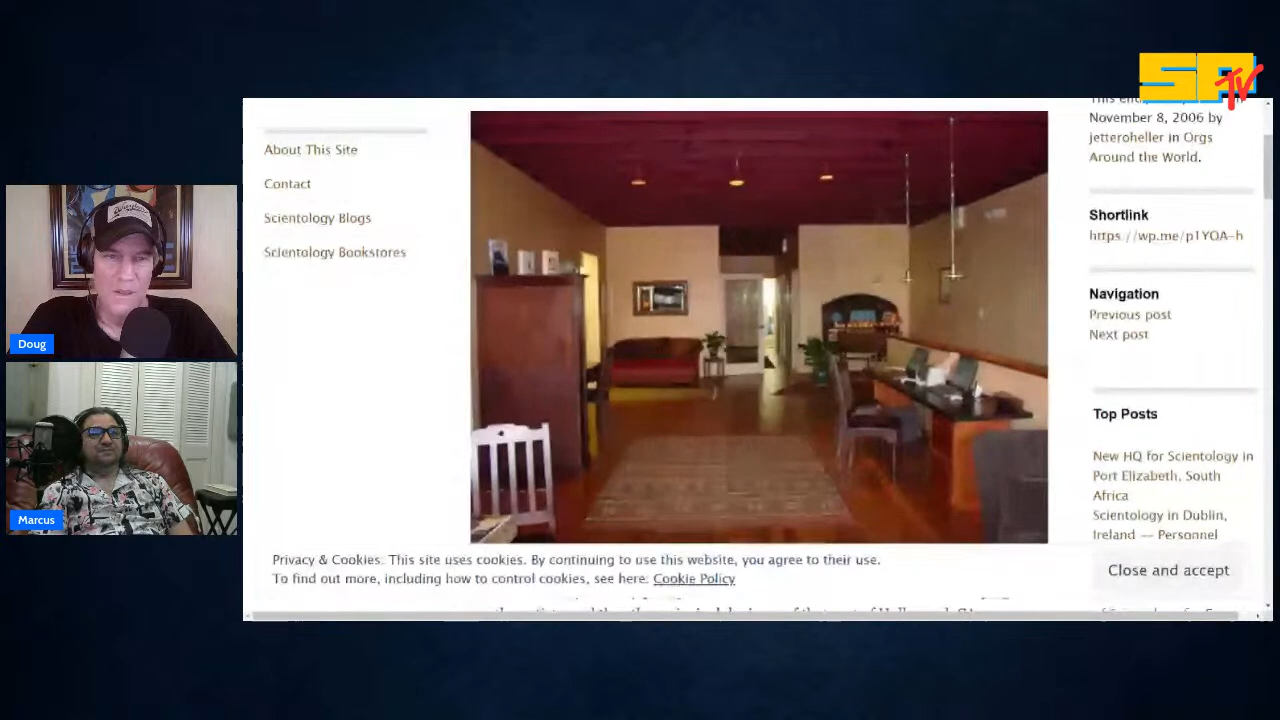 SPTV
November 8, 2006 by
jetteroheller in Orgs
Around the World.
About This Site
Contact
Scientology Blogs
Scientology Bookstores
Shortlink
https://wp.me/p1YOA-h
Navigation
Previous post
Next post
Top Posts
New HQ for Scientology in
Port Elizabeth, South
Africa
Scientology in Dublin,
Ireland — Personnel
Doug
Marcus
Privacy & Cookies: This site uses cookies. By continuing to use this website, you agree to their use.
To find out more, including how to control cookies, see here: Cookie Policy
Close and accept